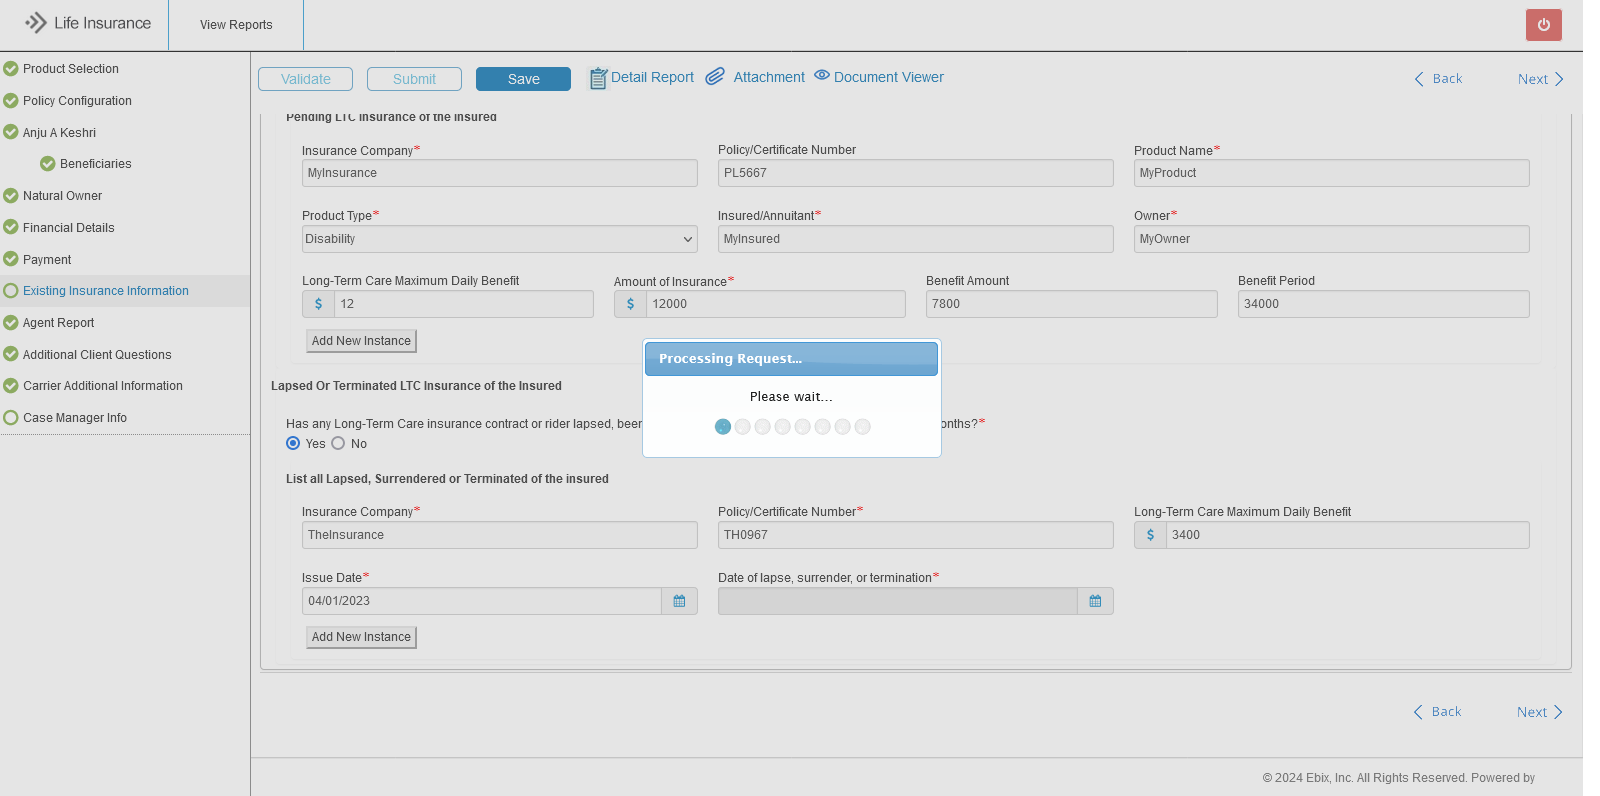 Life Insurance
View Reports
Product Selection
Policy Configuration
Anju A Keshri
Beneficiaries
Natural Owner
Financial Details
Payment
Existing Insurance Information
Agent Report
Additional Client Questions
Carrier Additional Information
Case Manager Info
Validate Submit Save Detail Report Attachment Document Viewer Back Next
Pending LTC insurance of the insured
Insurance Company* Policy/Certificate Number Product Name*
MyInsurance PL5667 MyProduct
Product Type* Insured/Annuitant* Owner*
Disability MyInsured MyOwner
Long-Term Care Maximum Daily Benefit Amount of Insurance* Benefit Amount Benefit Period
$ 12 $ 12000 7800 34000
Add New Instance
Processing Request...
Please wait...
Lapsed Or Terminated LTC Insurance of the Insured
Has any Long-Term Care insurance contract or rider lapsed, beer onths?*
Yes No
List all Lapsed, Surrendered or Terminated of the insured
Insurance Company* Policy/Certificate Number* Long-Term Care Maximum Daily Benefit
TheInsurance TH0967 $ 3400
Issue Date* Date of lapse, surrender, or termination*
04/01/2023
Add New Instance
Back Next
© 2024 Ebix, Inc. All Rights Reserved. Powered by